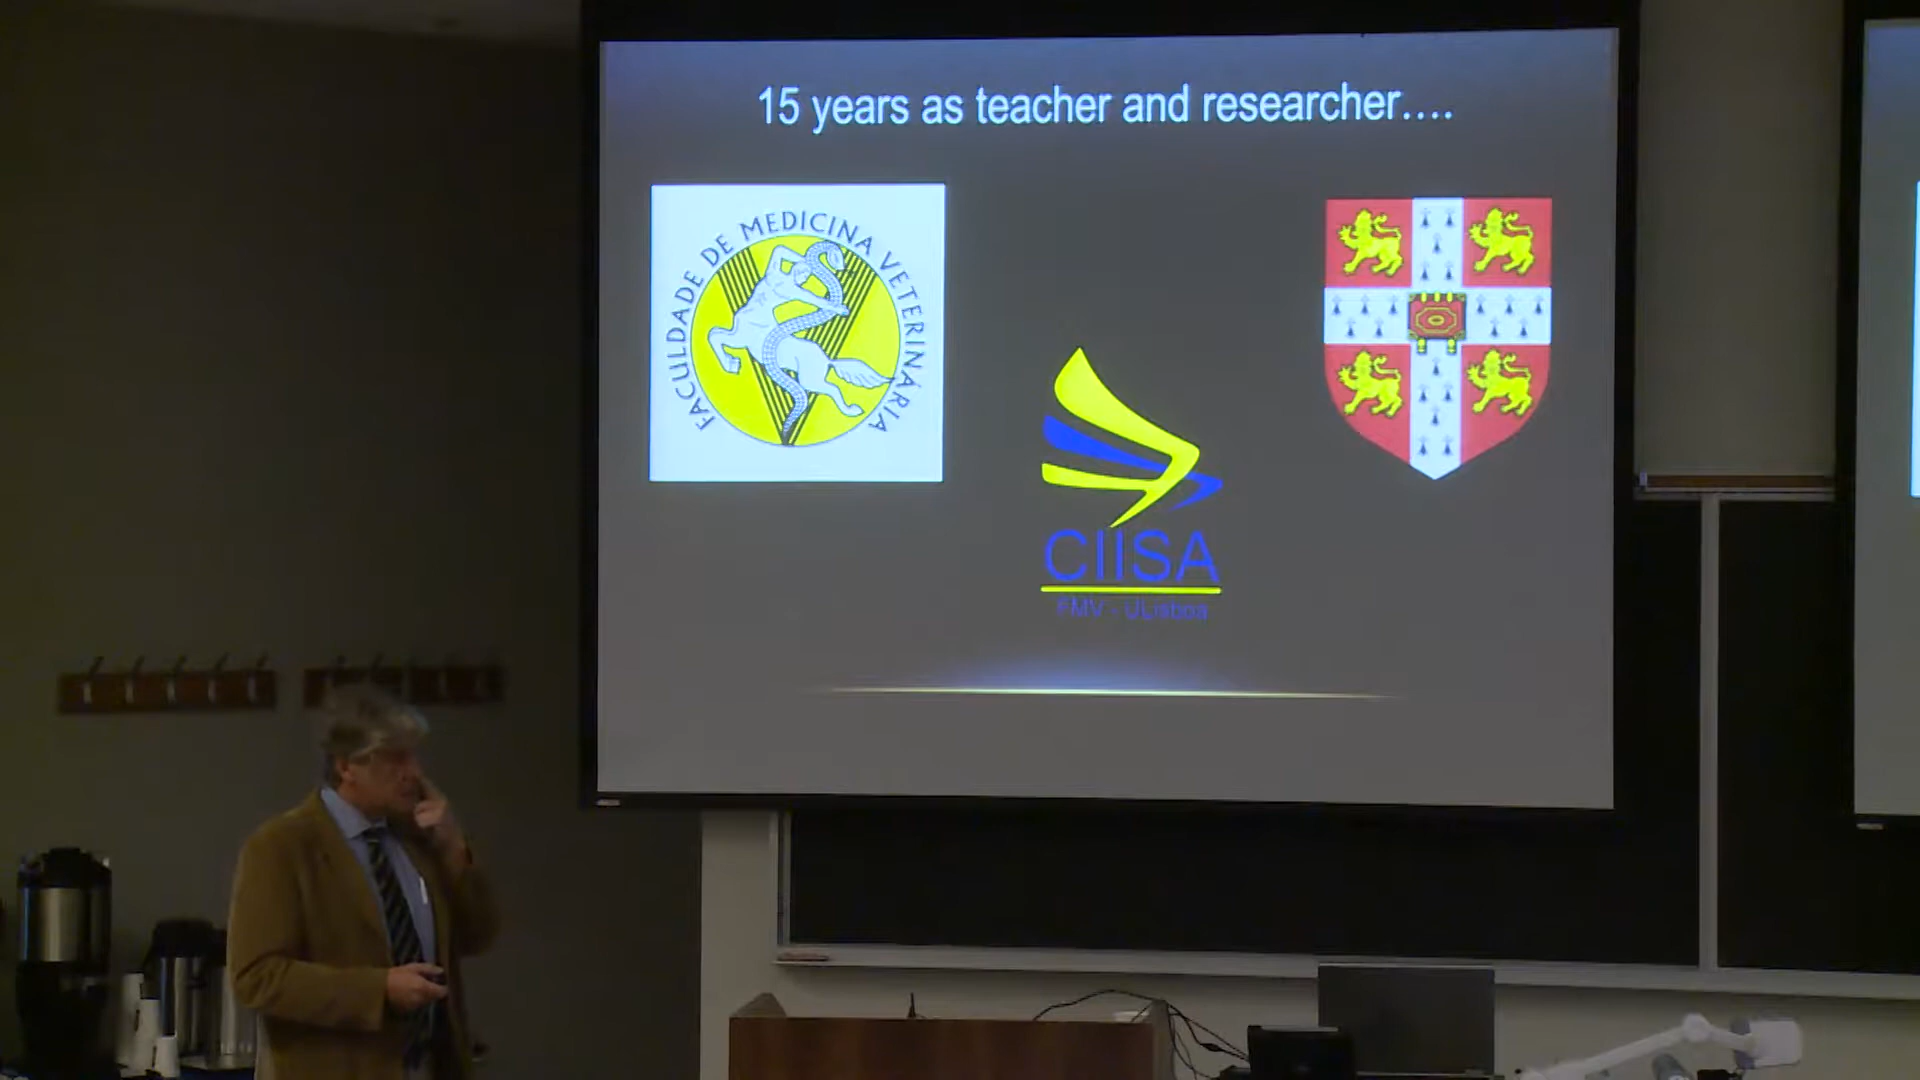 15 years as teacher and researcher....
FACULDADE DE MEDICINA VETERINÁRIA
CIISA
FMV - ULisboa